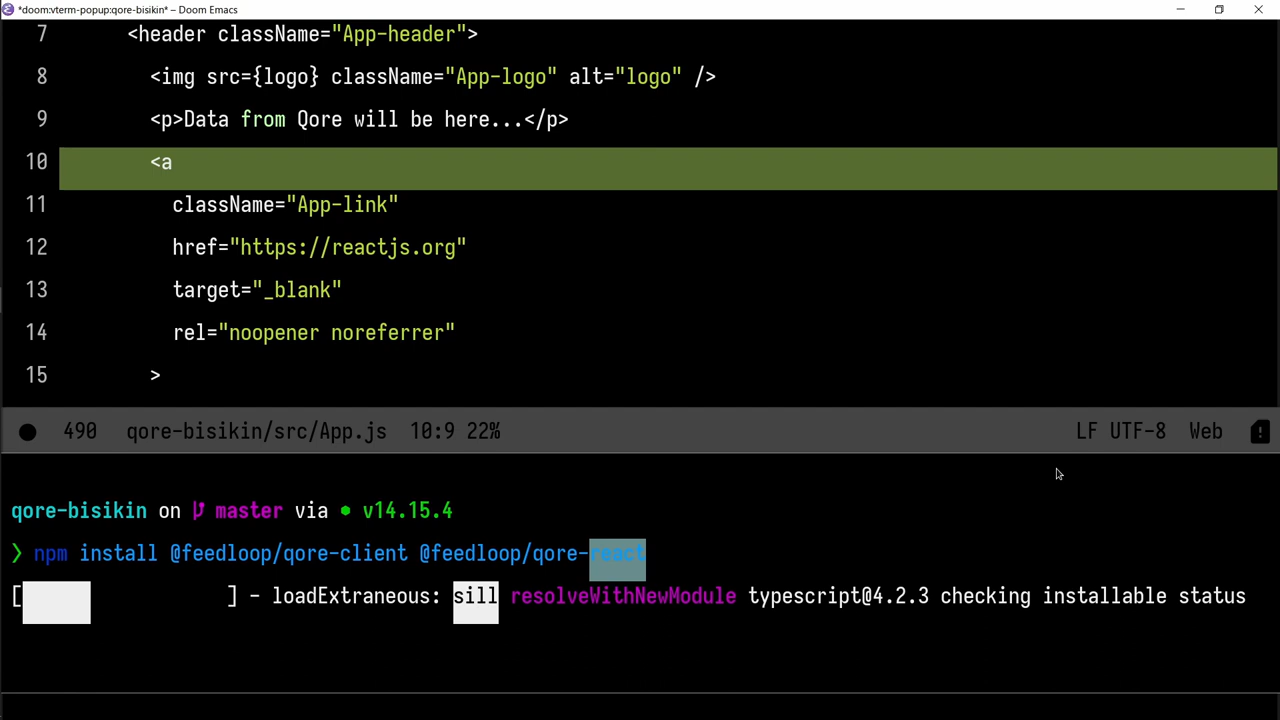 *doom:vterm-popup:qore-bisikin* – Doom Emacs
7 <header className="App-header">
8 <img src={logo} className="App-logo" alt="logo" />
9 <p>Data from Qore will be here...</p>
10 <a
11 className="App-link"
12 href="https://reactjs.org"
13 target="_blank"
14 rel="noopener noreferrer"
15 >
490 qore-bisikin/src/App.js 10:9 22% LF UTF-8 Web
qore-bisikin on master via v14.15.4
❯ npm install @feedloop/qore-client @feedloop/qore-react
[ ] - loadExtraneous: sill resolveWithNewModule typescript@4.2.3 checking installable status